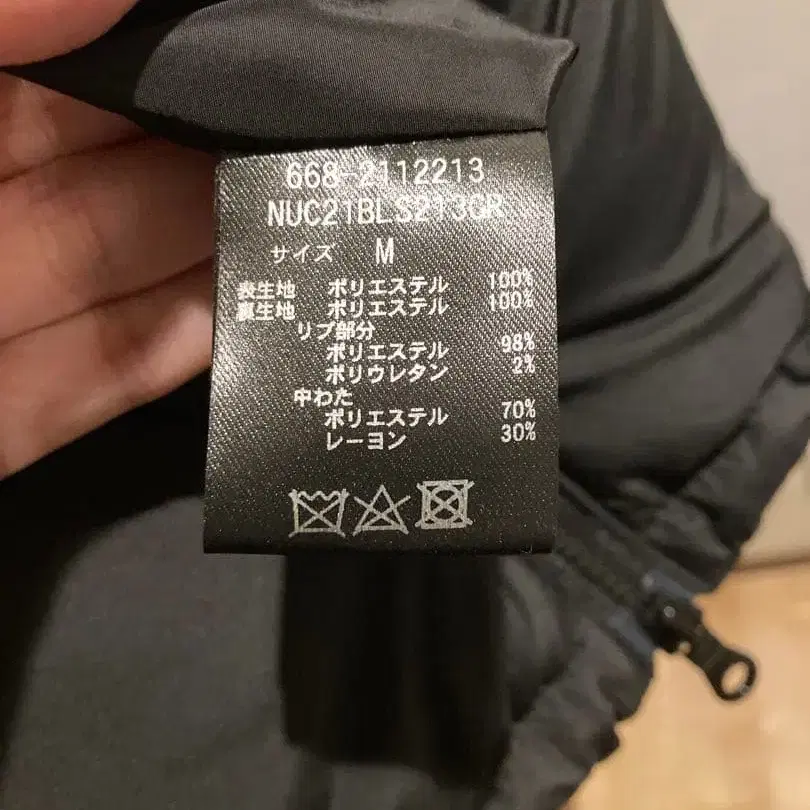 668-2112213
NUC21BLS213GR
サイズ M
表生地 ポリエステル 100%
裏生地 ポリエステル 100%
リブ部分
ポリエステル 98%
ポリウレタン 2%
中わた
ポリエステル 70%
レーヨン 30%